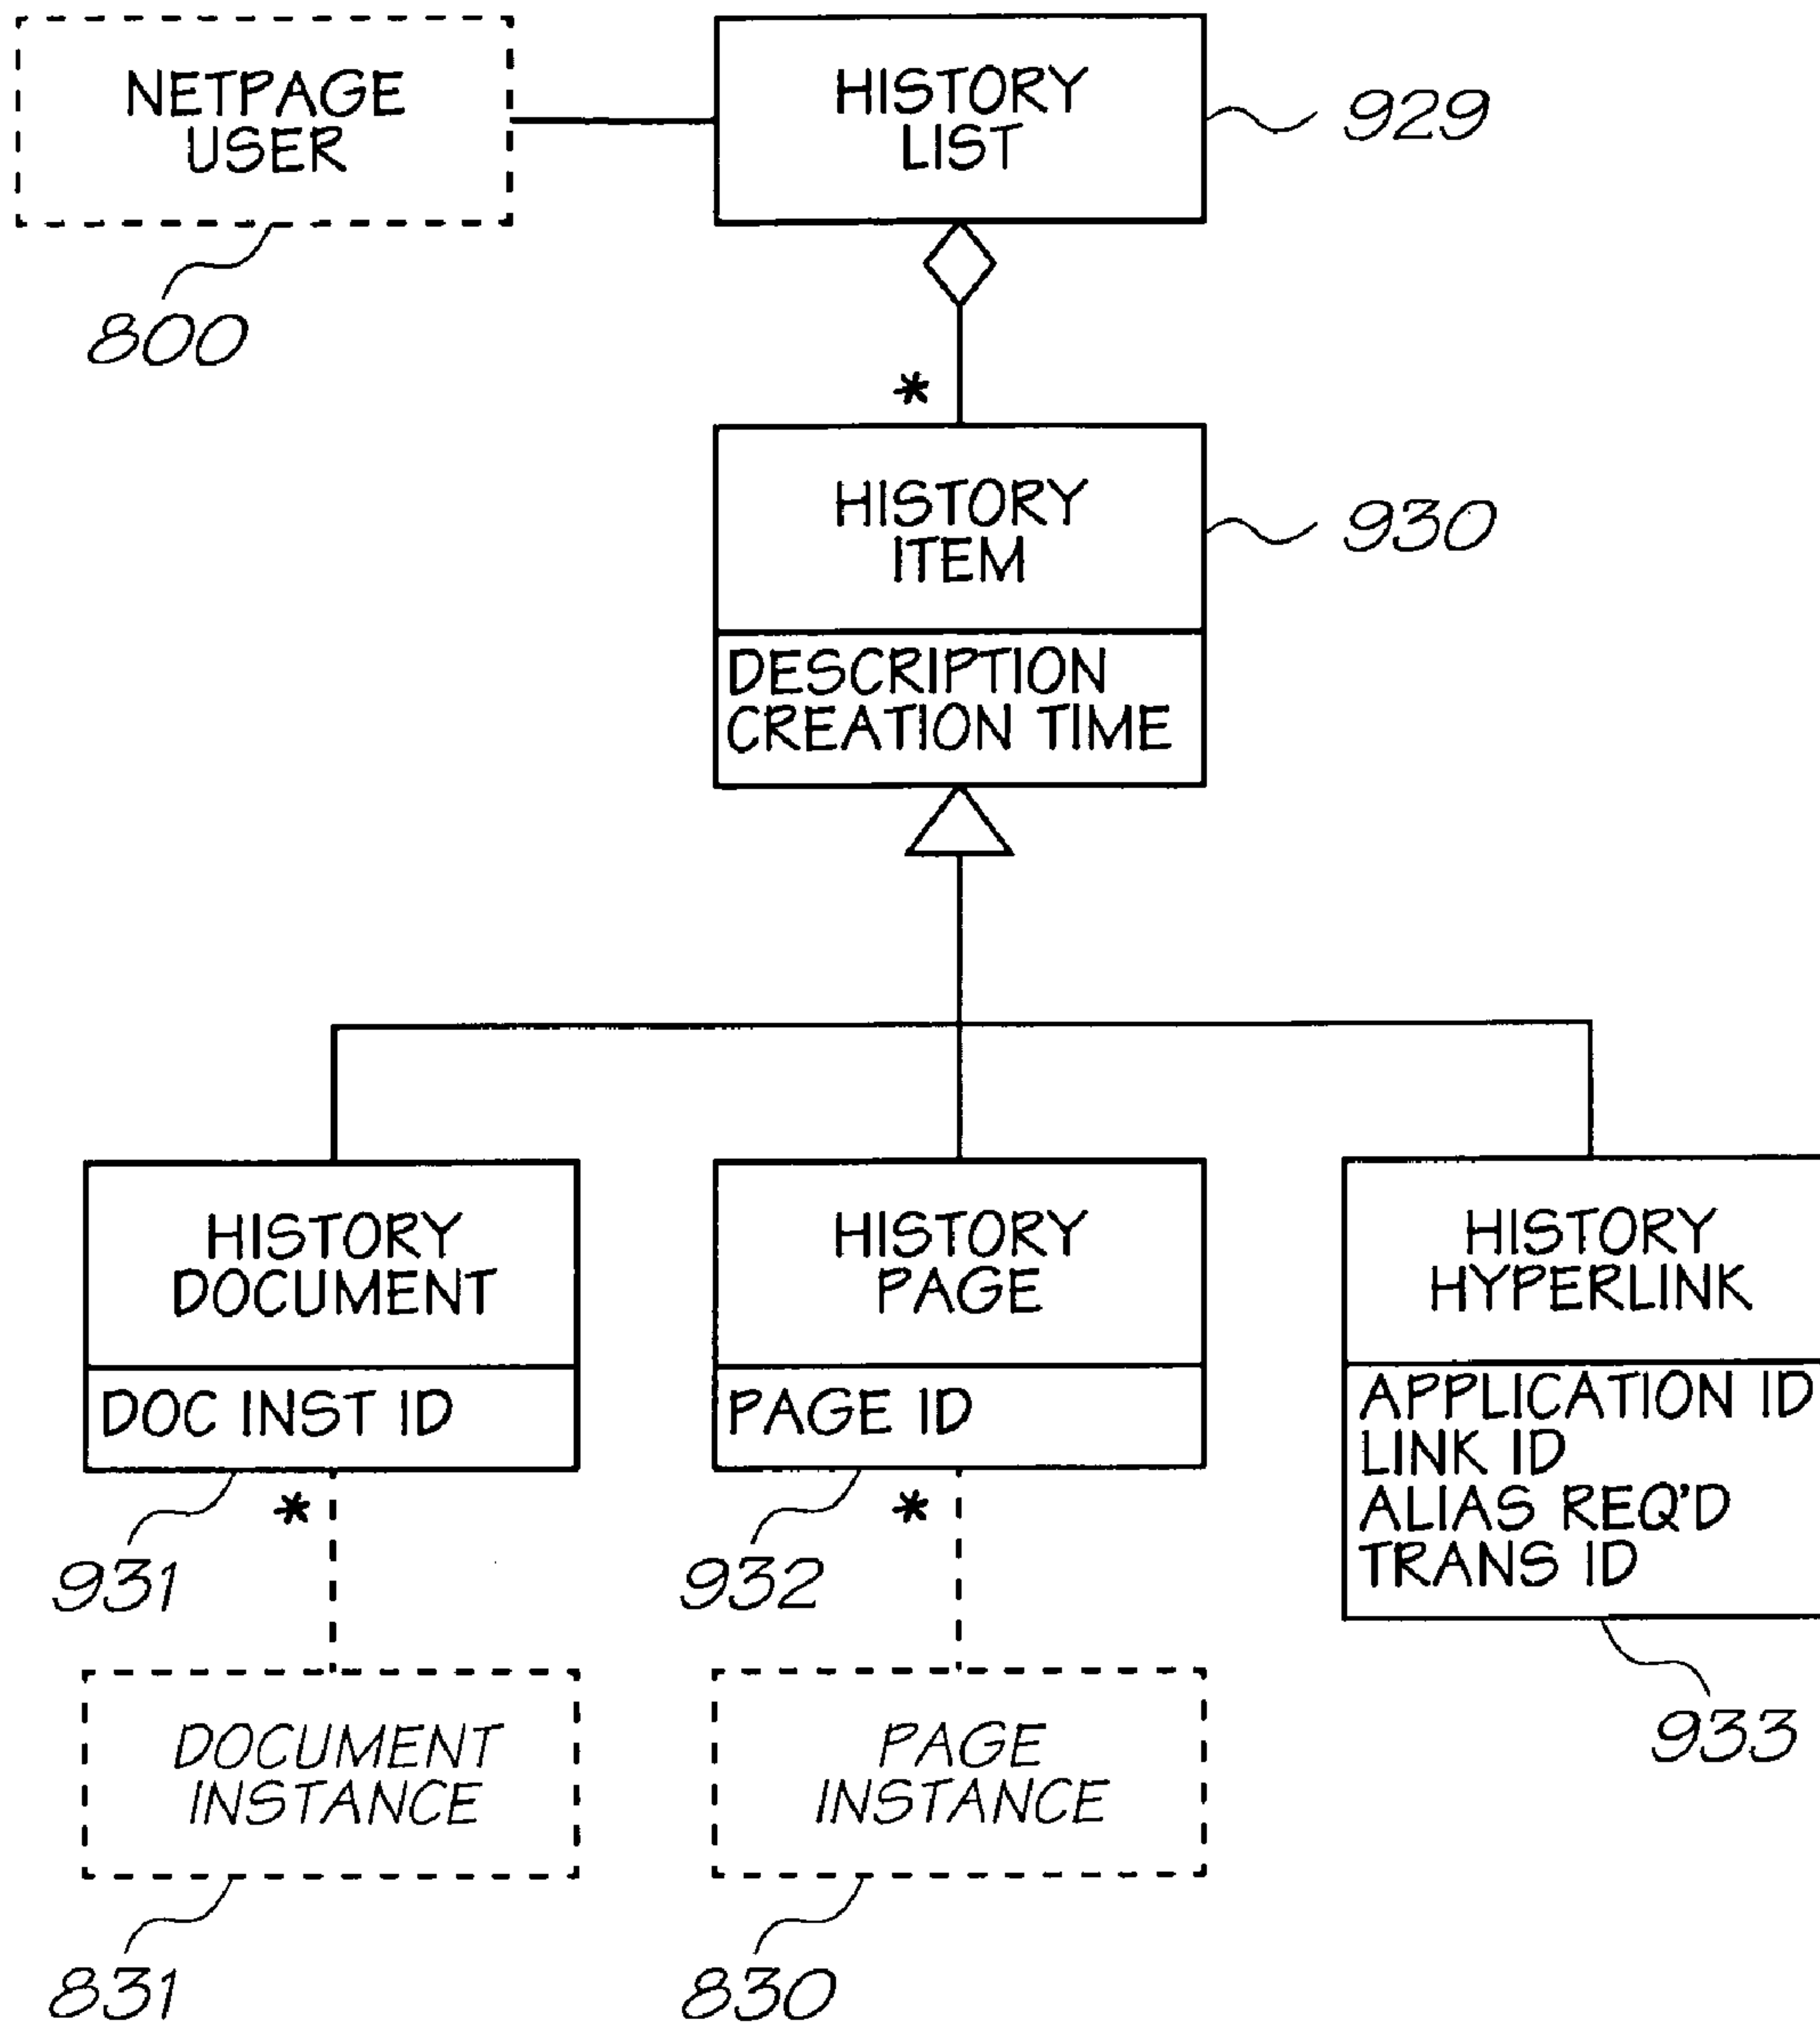 NETPAGE
USER
800
HISTORY
LIST
929
*
HISTORY
ITEM
930
DESCRIPTION
CREATION TIME
HISTORY
DOCUMENT
DOC INST ID
931
*
HISTORY
PAGE
PAGE ID
932
*
HISTORY
HYPERLINK
APPLICATION ID
LINK ID
ALIAS REQ'D
TRANS ID
933
DOCUMENT
INSTANCE
831
PAGE
INSTANCE
830